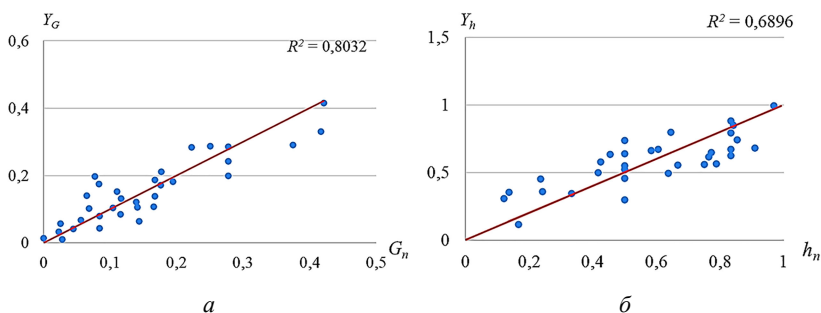 Y_G
0,6
R² = 0,8032
0,4
0,2
0
0 0,1 0,2 0,3 0,4 0,5
G_n
а
Y_h
R² = 0,6896
1,5
1
0,5
0
0 0,2 0,4 0,6 0,8 1
h_n
б